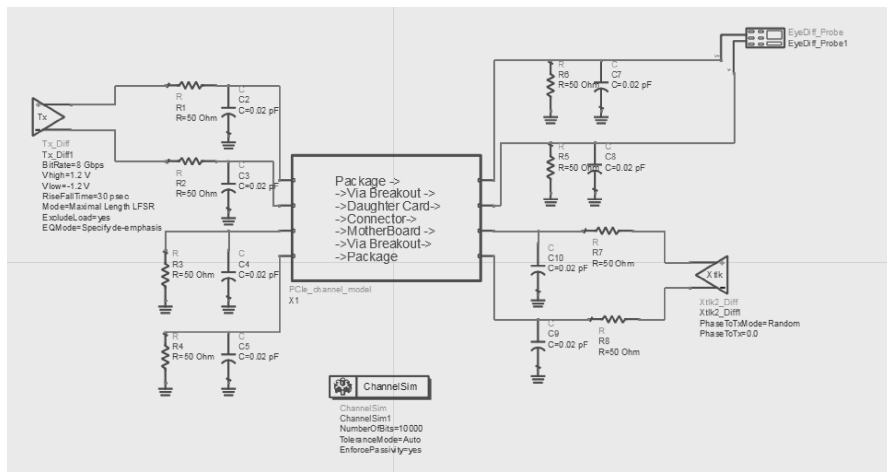 EyeDiff_Probe
EyeDiff_Probe1
R
R6
R=50 Ohm
C
C7
C=0.02 pF
R
R1
R=50 Ohm
C
C2
C=0.02 pF
Tx
Tx_Diff
Tx_Diff1
BitRate=8 Gbps
Vhigh=1.2 V
Vlow=-1.2 V
RiseFallTime=30 psec
Mode=Maximal Length LFSR
ExcludeLoad=yes
EQMode=Specify de-emphasis
R
R2
R=50 Ohm
C
C3
C=0.02 pF
R
R5
R=50 Ohm
C
C8
C=0.02 pF
Package ->
->Via Breakout ->
->Daughter Card->
->Connector->
->MotherBoard->
->Via Breakout->
->Package
PCIe_channel_model
X1
R
R3
R=50 Ohm
C
C4
C=0.02 pF
C
C10
C=0.02 pF
R
R7
R=50 Ohm
Xtlk
Xtlk2_Diff
Xtlk2_Diff1
PhaseToTxMode=Random
PhaseToTx=0.0
R
R4
R=50 Ohm
C
C5
C=0.02 pF
C
C9
C=0.02 pF
R
R8
R=50 Ohm
ChannelSim
ChannelSim
ChannelSim1
NumberOfBits=10000
ToleranceMode=Auto
EnforcePassivity=yes